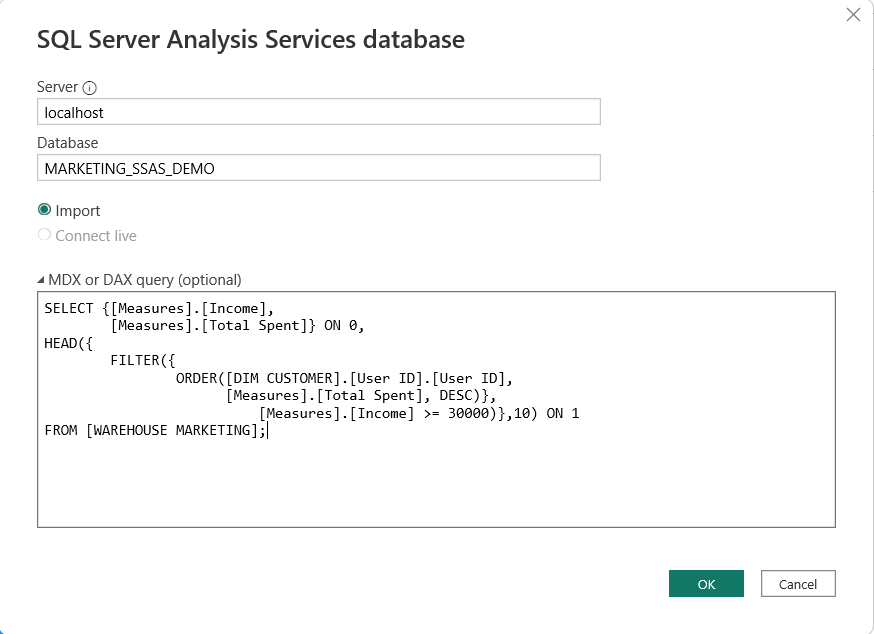 SQL Server Analysis Services database
Server
localhost
Database
MARKETING_SSAS_DEMO
Import
Connect live
MDX or DAX query (optional)
SELECT {[Measures].[Income],
[Measures].[Total Spent]} ON 0,
HEAD({
FILTER({
ORDER([DIM CUSTOMER].[User ID].[User ID],
[Measures].[Total Spent], DESC)},
[Measures].[Income] >= 30000)},10) ON 1
FROM [WAREHOUSE MARKETING];
OK Cancel